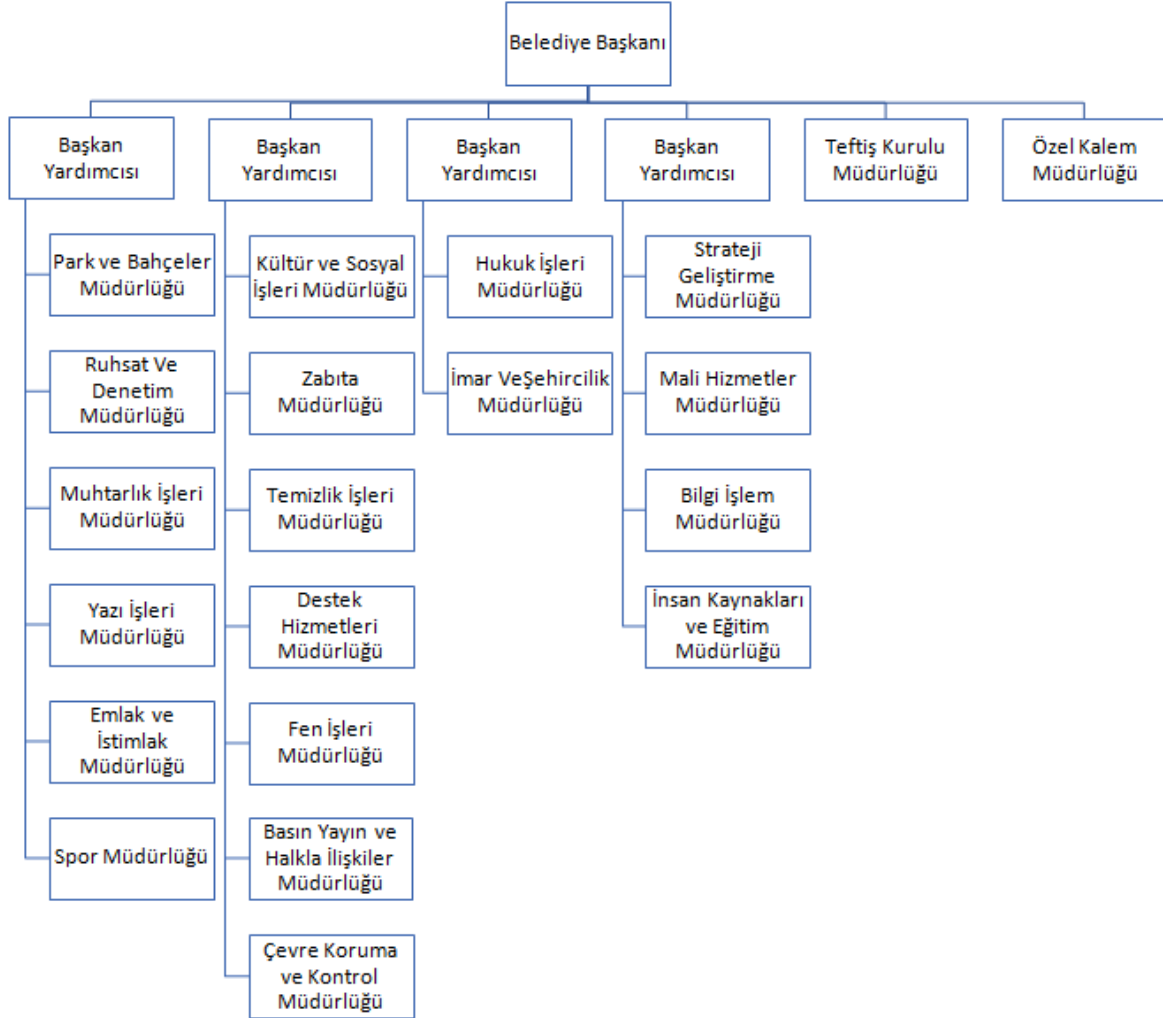 Belediye Başkanı
Başkan
Yardımcısı
Başkan
Yardımcısı
Başkan
Yardımcısı
Başkan
Yardımcısı
Teftiş Kurulu
Müdürlüğü
Özel Kalem
Müdürlüğü
Park ve Bahçeler
Müdürlüğü
Ruhsat Ve
Denetim
Müdürlüğü
Muhtarlık İşleri
Müdürlüğü
Yazı İşleri
Müdürlüğü
Emlak ve
İstimlak
Müdürlüğü
Spor Müdürlüğü
Kültür ve Sosyal
İşleri Müdürlüğü
Zabıta
Müdürlüğü
Temizlik İşleri
Müdürlüğü
Destek
Hizmetleri
Müdürlüğü
Fen İşleri
Müdürlüğü
Basın Yayın ve
Halkla İlişkiler
Müdürlüğü
Çevre Koruma
ve Kontrol
Müdürlüğü
Hukuk İşleri
Müdürlüğü
İmar VeŞehircilik
Müdürlüğü
Strateji
Geliştirme
Müdürlüğü
Mali Hizmetler
Müdürlüğü
Bilgi İşlem
Müdürlüğü
İnsan Kaynakları
ve Eğitim
Müdürlüğü